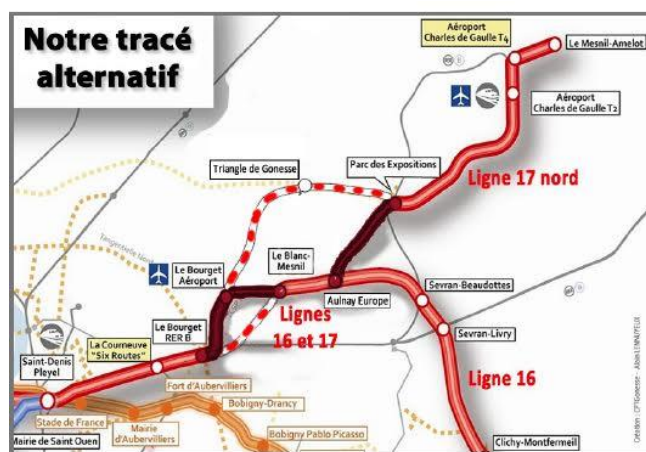 Notre tracé
alternatif
Aéroport
Charles de Gaulle T4
Le Mesnil-Amelot
Aéroport
Charles de Gaulle T2
Triangle de Gonesse
Parc des Expositions
Ligne 17 nord
Tangentielle Nord
Le Bourget
Aéroport
Le Blanc-
Mesnil
Aulnay Europe
Sevran-Beaudottes
Lignes
16 et 17
Sevran-Livry
Le Bourget
RER B
La Courneuve
"Six Routes"
Saint-Denis
Pleyel
Ligne 16
Fort d'Aubervilliers
Stade de France
Mairie
d'Aubervilliers
Bobigny-Drancy
Bobigny Pablo Picasso
Mairie de Saint Ouen
Clichy-Montfermeil